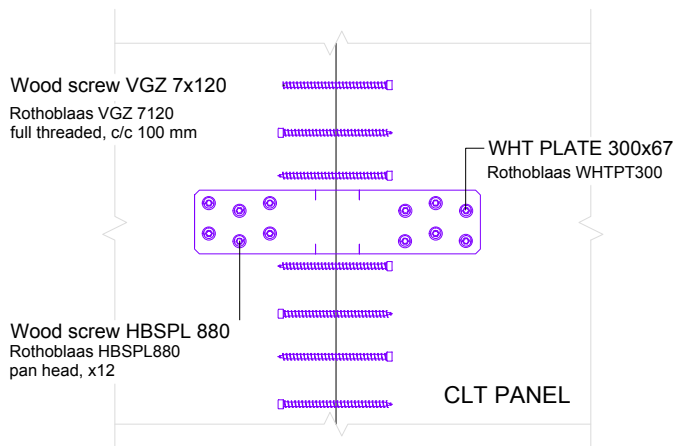 Wood screw VGZ 7x120
Rothoblaas VGZ 7120
full threaded, c/c 100 mm
WHT PLATE 300x67
Rothoblaas WHTPT300
Wood screw HBSPL 880
Rothoblaas HBSPL880
pan head, x12
CLT PANEL